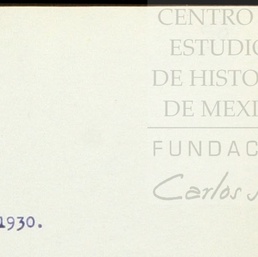 CENTRO
ESTUDIO
DE HISTO
DE MEXI
FUNDAC
Carlos
1930.